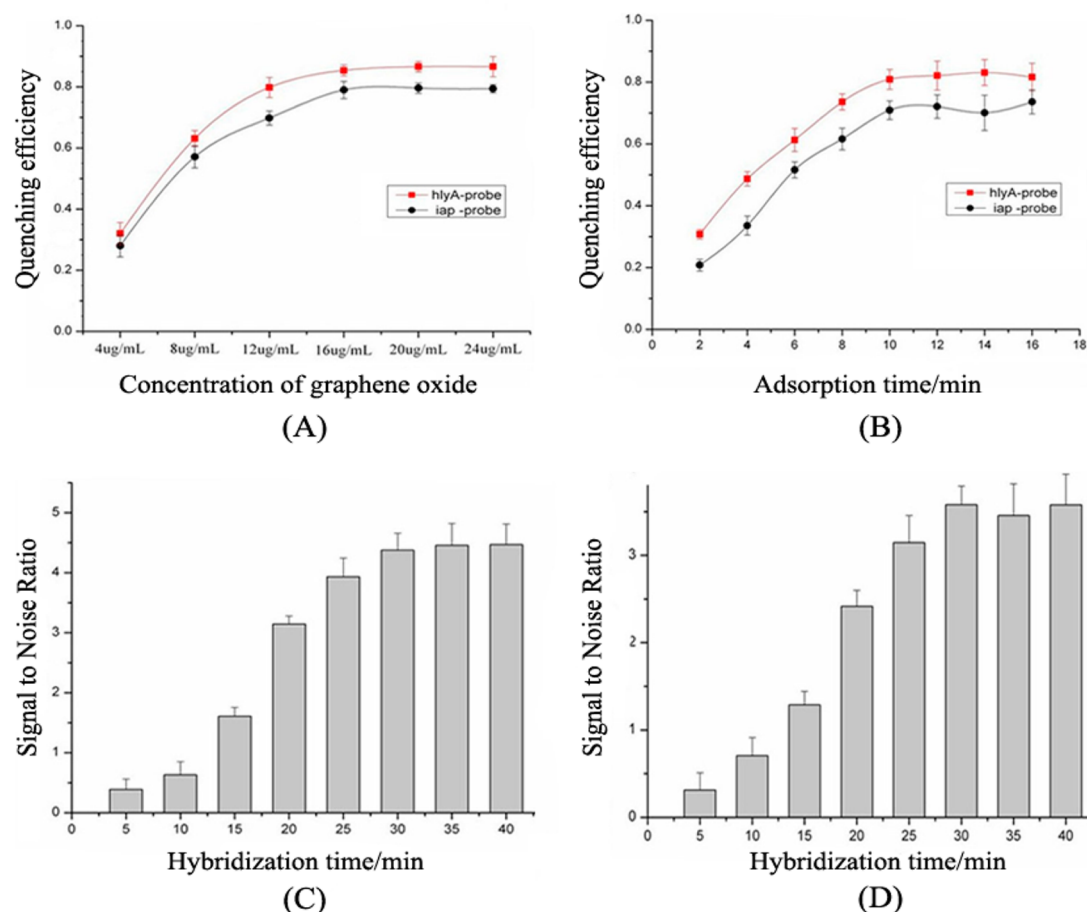 1.0
0.8
0.6
0.4
0.2
0.0
Quenching efficiency
hlyA-probe
iap -probe
4ug/mL 8ug/mL 12ug/mL 16ug/mL 20ug/mL 24ug/mL
Concentration of graphene oxide
(A)
1.0
0.8
0.6
0.4
0.2
0.0
Quenching efficiency
hlyA-probe
iap -probe
0 2 4 6 8 10 12 14 16 18
Adsorption time/min
(B)
5
4
3
2
1
0
Signal to Noise Ratio
0 5 10 15 20 25 30 35 40
Hybridization time/min
(C)
3
2
1
0
Signal to Noise Ratio
0 5 10 15 20 25 30 35 40
Hybridization time/min
(D)